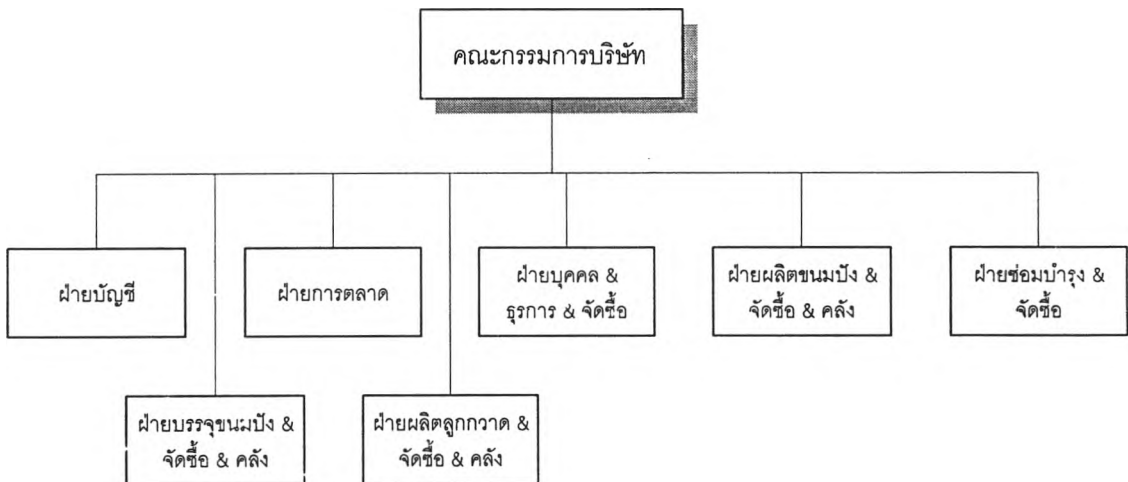 คณะกรรมการบริษัท
ฝ่ายบัญชี
ฝ่ายการตลาด
ฝ่ายบุคคล &
ธุรการ & จัดซื้อ
ฝ่ายผลิตขนมปัง &
จัดซื้อ & คลัง
ฝ่ายซ่อมบำรุง &
จัดซื้อ
ฝ่ายบรรจุขนมปัง &
จัดซื้อ & คลัง
ฝ่ายผลิตลูกกวาด &
จัดซื้อ & คลัง